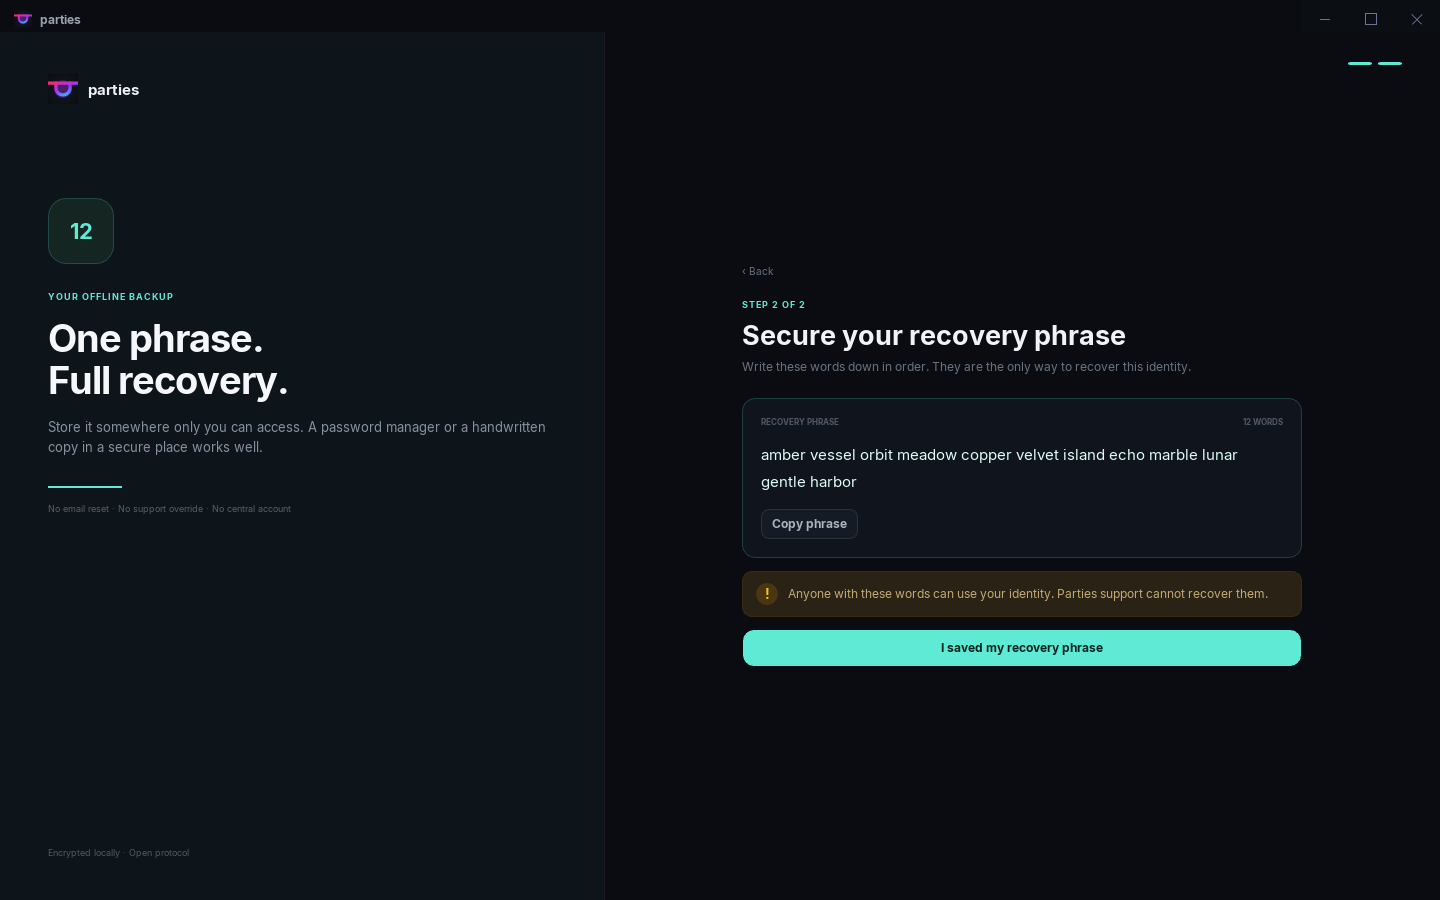 parties
parties
12
YOUR OFFLINE BACKUP
One phrase.
Full recovery.
Store it somewhere only you can access. A password manager or a handwritten
copy in a secure place works well.
No email reset · No support override · No central account
Encrypted locally · Open protocol
‹ Back
STEP 2 OF 2
Secure your recovery phrase
Write these words down in order. They are the only way to recover this identity.
RECOVERY PHRASE
12 WORDS
amber vessel orbit meadow copper velvet island echo marble lunar
gentle harbor
Copy phrase
! Anyone with these words can use your identity. Parties support cannot recover them.
I saved my recovery phrase